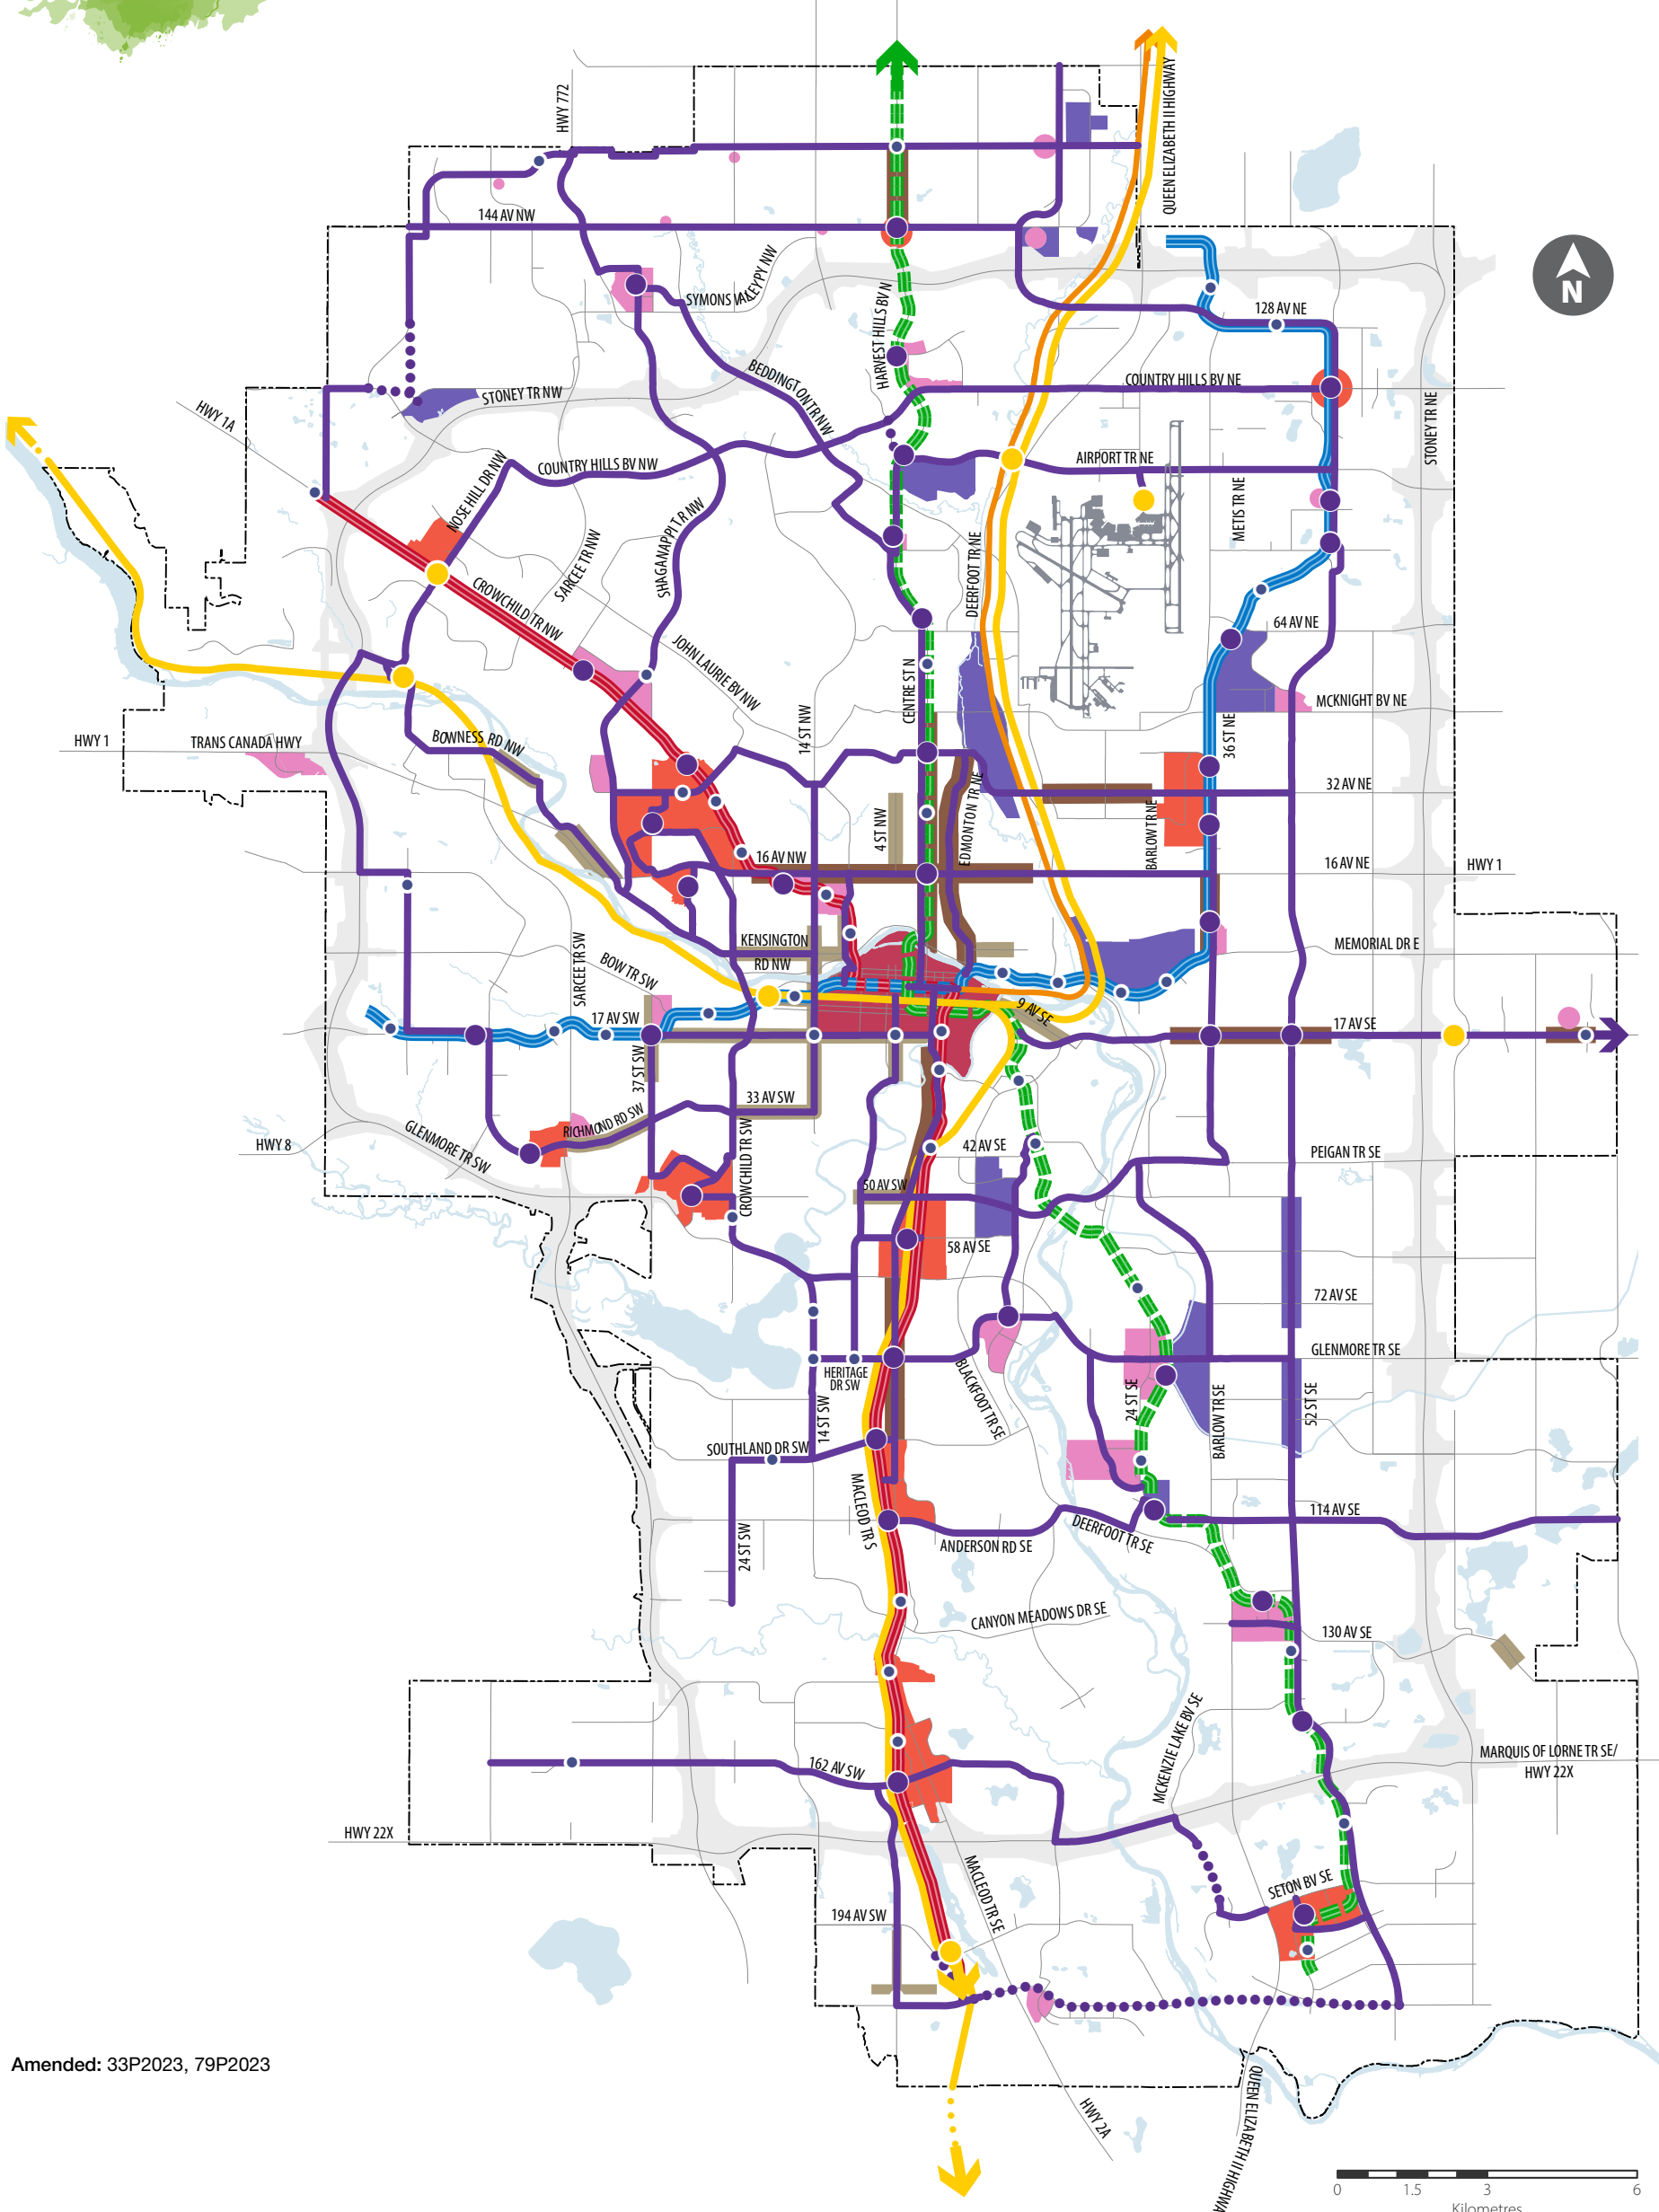 HWY 772
QUEEN ELIZABETH II HIGHWAY
144 AV NW
SYMONS VALLEY PY NW
N
HARVEST HILLS BV N
128 AV NE
BEDDINGTON TR NW
COUNTRY HILLS BV NE
STONEY TR NW
HWY 1A
STONEY TR NE
NOSE HILL DR NW
COUNTRY HILLS BV NW
AIRPORT TR NE
METIS TR NE
SHAGANAPPI TR NW
SARCEE TR NW
DEERFOOT TR NE
CROWCHILD TR NW
64 AV NE
JOHN LAURIE BV NW
CENTRE ST N
MCKNIGHT BV NE
14 ST NW
36 ST NE
HWY 1
TRANS CANADA HWY
BOWNESS RD NW
32 AV NE
4 ST NW
EDMONTON TR NE
BARLOW TR NE
16 AV NW
16 AV NE
HWY 1
KENSINGTON
RD NW
MEMORIAL DR E
SARCEE TR SW
BOW TR SW
17 AV SW
9 AV SE
17 AV SE
37 ST SW
33 AV SW
RICHMOND RD SW
HWY 8
GLENMORE TR SW
CROWCHILD TR SW
42 AV SE
PEIGAN TR SE
50 AV SW
58 AV SE
72 AV SE
GLENMORE TR SE
HERITAGE
DR SW
BLACKFOOT TR SE
24 ST SE
BARLOW TR SE
52 ST SE
14 ST SW
SOUTHLAND DR SW
MACLEOD TR S
114 AV SE
DEERFOOT TR SE
ANDERSON RD SE
24 ST SW
CANYON MEADOWS DR SE
130 AV SE
MCKENZIE LAKE BV SE
MARQUIS OF LORNE TR SE/
HWY 22X
162 AV SW
HWY 22X
MACLEOD TR SE
SETON BV SE
194 AV SW
Amended: 33P2023, 79P2023
HWY 2A
QUEEN ELIZABETH II HIGHWAY
0 1.5 3 6
Kilometres